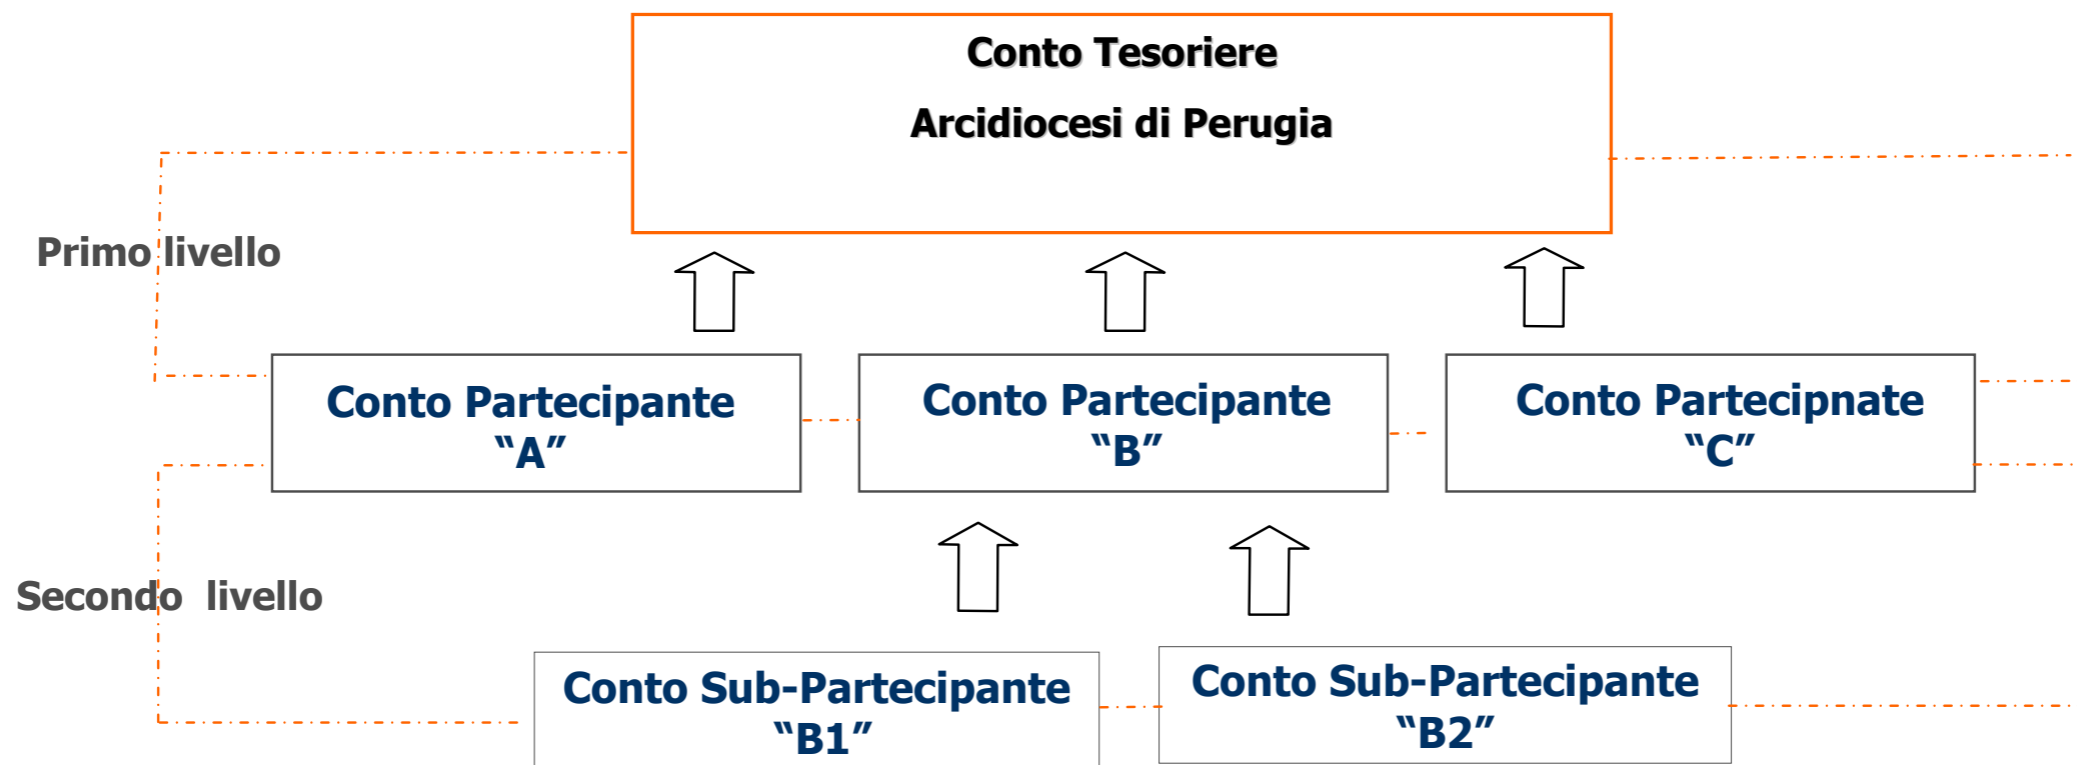 Conto Tesoriere
Arcidiocesi di Perugia
Primo livello
Conto Partecipante
“A”
Conto Partecipante
“B”
Conto Partecipnate
“C”
Secondo livello
Conto Sub-Partecipante
“B1”
Conto Sub-Partecipante
“B2”